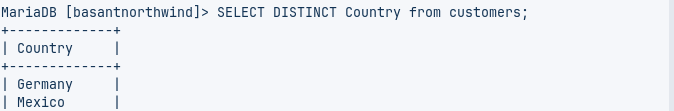 MariaDB [basantnorthwind]> SELECT DISTINCT Country from customers;
+-------------+
| Country     |
+-------------+
| Germany     |
| Mexico      |